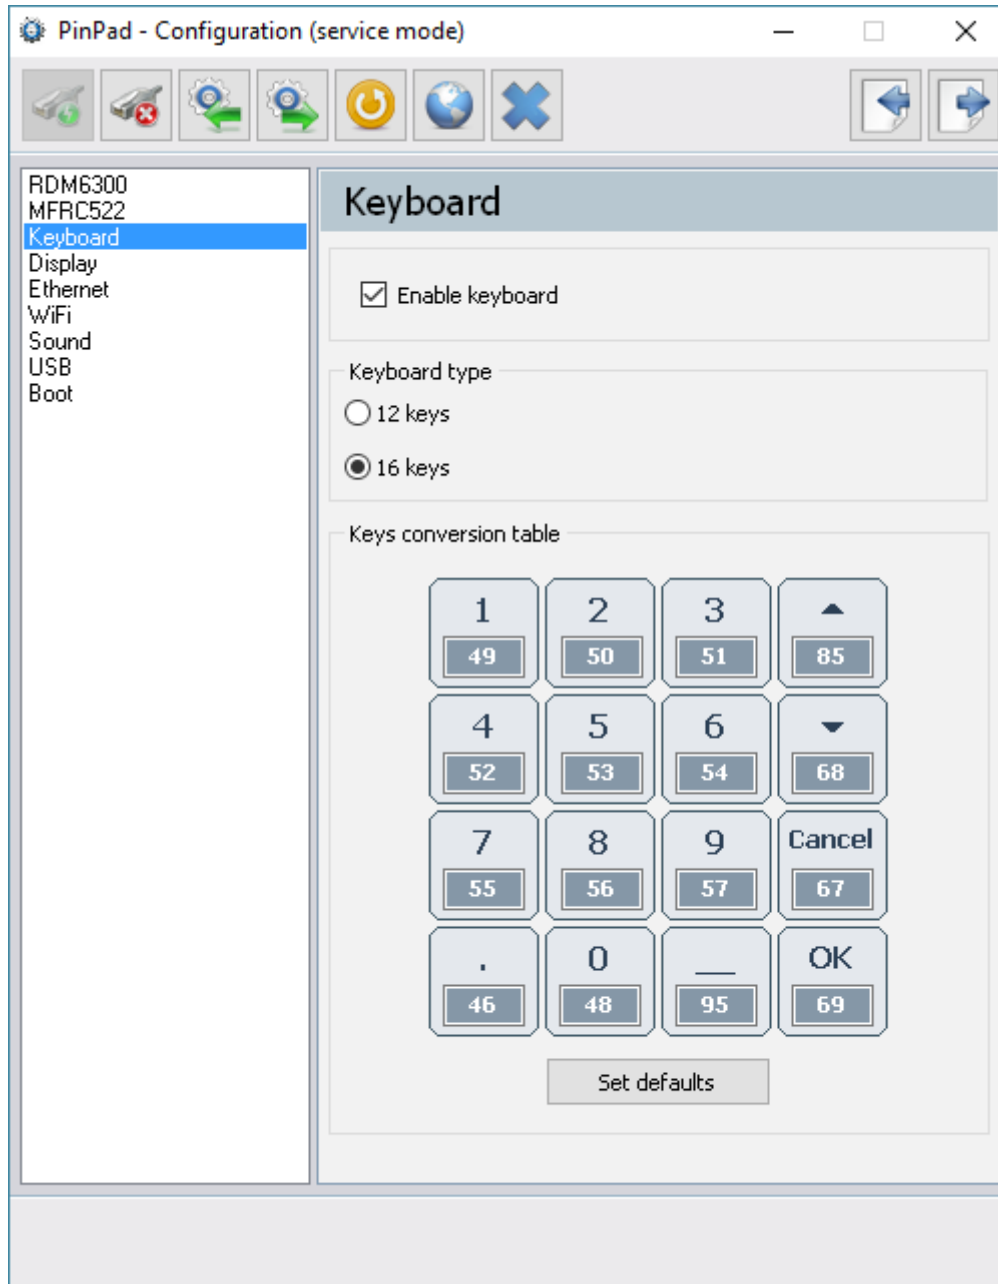 PinPad - Configuration (service mode)
RDM6300
MFRC522
Keyboard
Display
Ethernet
WiFi
Sound
USB
Boot
Keyboard
Enable keyboard
Keyboard type
12 keys
16 keys
Keys conversion table
1 2 3
49 50 51 85
4 5 6
52 53 54 68
7 8 9 Cancel
55 56 57 67
. 0 __ OK
46 48 95 69
Set defaults